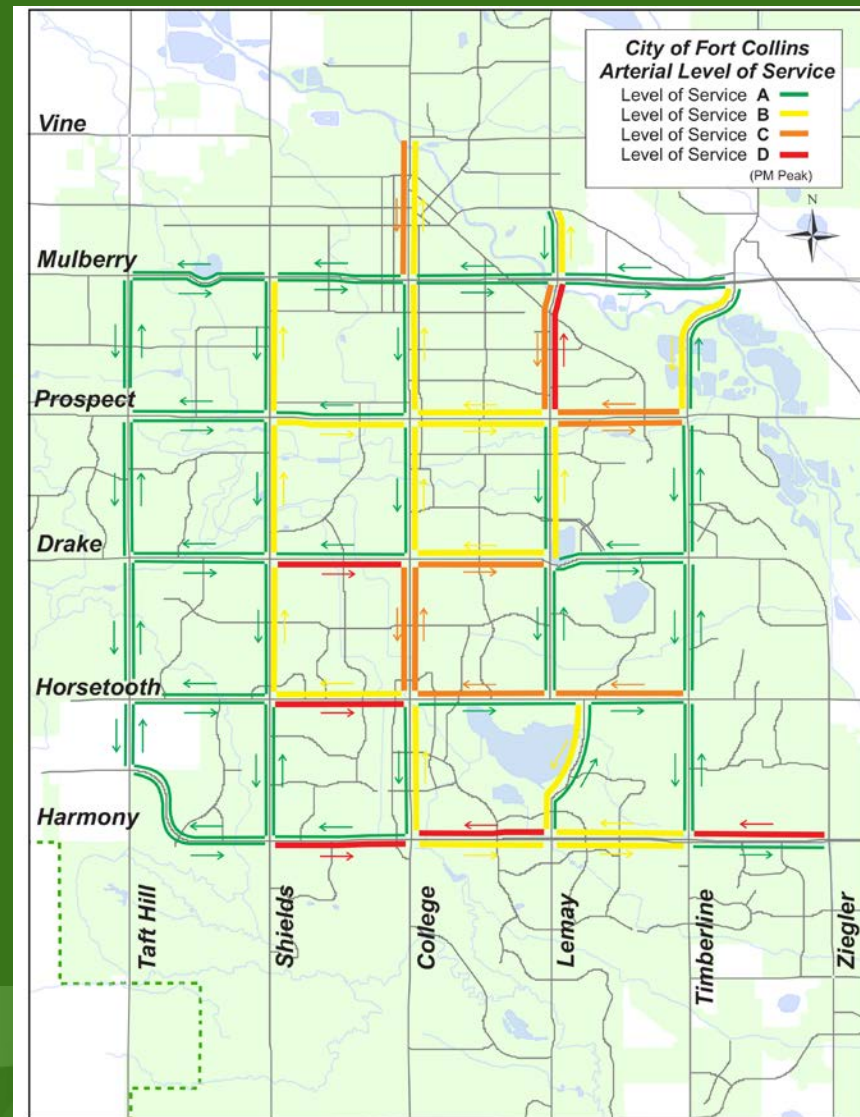 City of Fort Collins
Arterial Level of Service
Level of Service A
Level of Service B
Level of Service C
Level of Service D
(PM Peak)
N
Vine
Mulberry
Prospect
Drake
Horsetooth
Harmony
Taft Hill
Shields
College
Lemay
Timberline
Ziegler